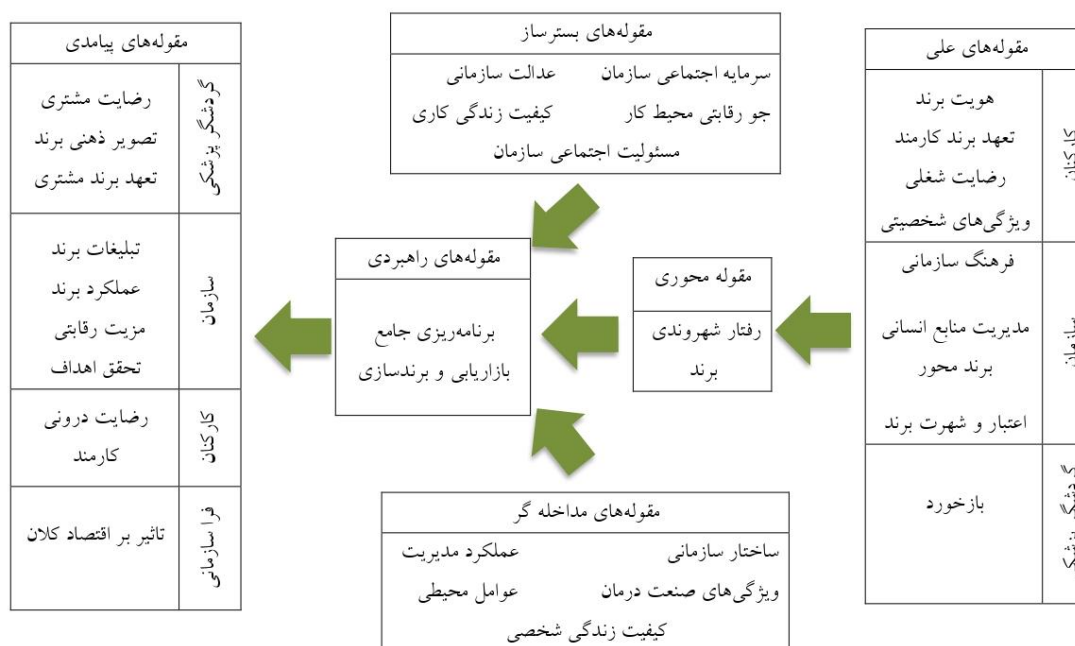 مقوله‌های علی
کارکنان
هویت برند
تعهد برند کارمند
رضایت شغلی
ویژگی‌های شخصیتی
سازمان
فرهنگ سازمانی
مدیریت منابع انسانی
برند محور
اعتبار و شهرت برند
گردشگر پزشکی
بازخورد
مقوله‌های بسترساز
سرمایه اجتماعی سازمان عدالت سازمانی
جو رقابتی محیط کار کیفیت زندگی کاری
مسئولیت اجتماعی سازمان
مقوله محوری
رفتار شهروندی
برند
مقوله‌های راهبردی
برنامه‌ریزی جامع
بازاریابی و برندسازی
مقوله‌های مداخله گر
ساختار سازمانی عملکرد مدیریت
ویژگی‌های صنعت درمان عوامل محیطی
کیفیت زندگی شخصی
مقوله‌های پیامدی
گردشگر پزشکی
رضایت مشتری
تصویر ذهنی برند
تعهد برند مشتری
سازمان
تبلیغات برند
عملکرد برند
مزیت رقابتی
تحقق اهداف
کارکنان
رضایت درونی
کارمند
فرا سازمانی
تاثیر بر اقتصاد کلان